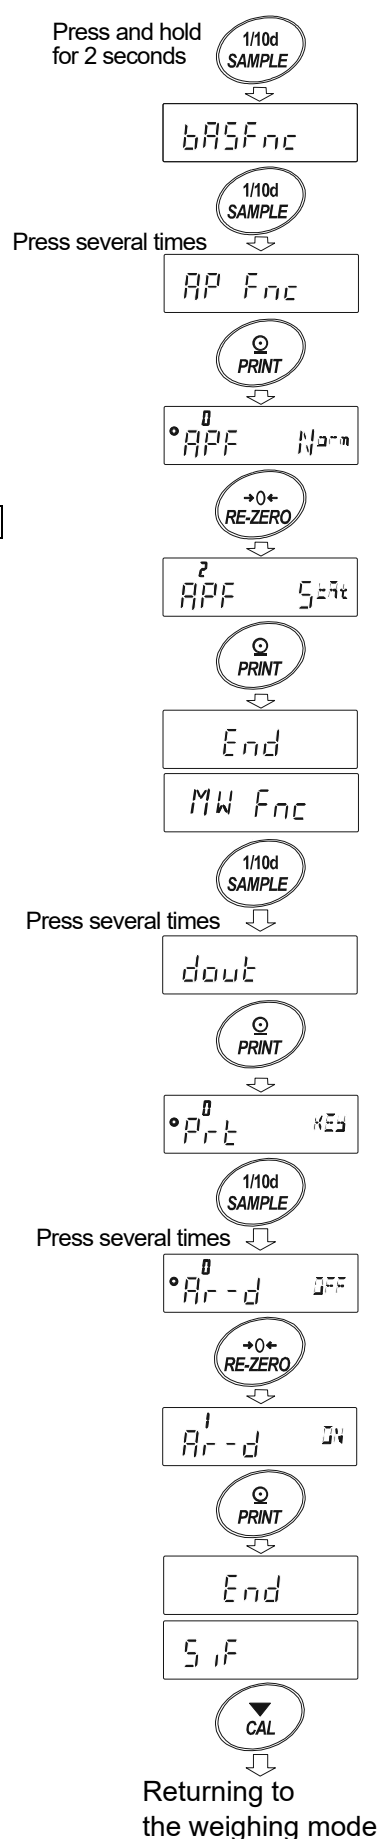 Press and hold
for 2 seconds
1/10d
SAMPLE
bASFnc
1/10d
SAMPLE
Press several times
AP Fnc
PRINT
0
APF Norm
→0←
RE-ZERO
2
APF StAt
PRINT
End
MW Fnc
1/10d
SAMPLE
Press several times
dout
PRINT
0
Prt KEY
1/10d
SAMPLE
Press several times
0
Ar-d OFF
→0←
RE-ZERO
1
Ar-d ON
PRINT
End
SiF
CAL
Returning to
the weighing mode